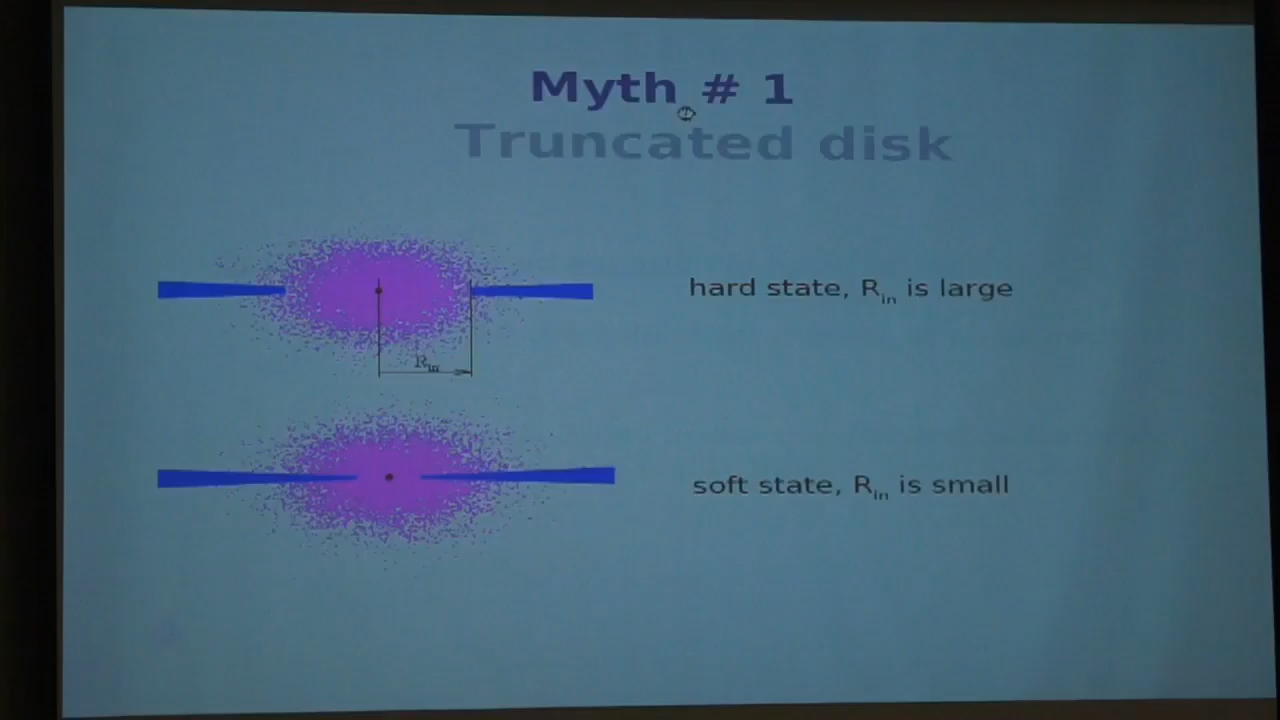 Myth # 1
Truncated disk
hard state, R_in is large
R_in
soft state, R_in is small